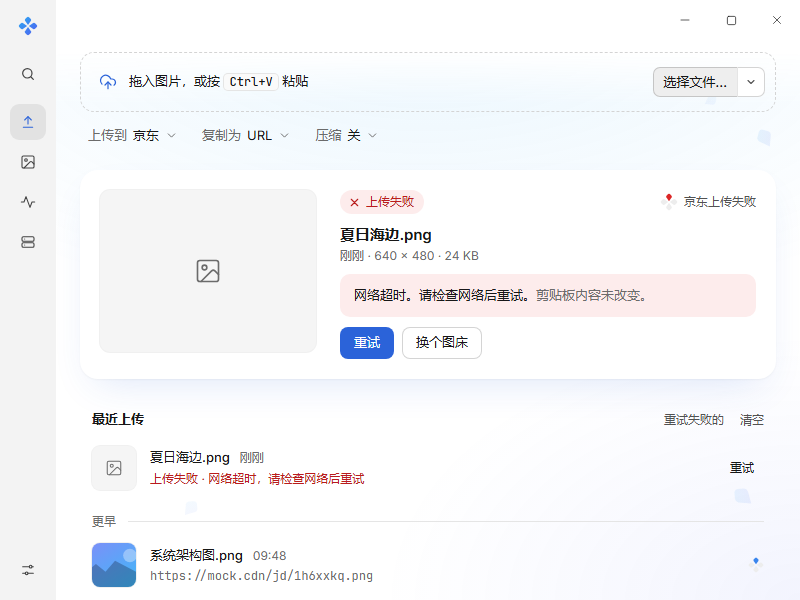 拖入图片，或按 Ctrl+V 粘贴
选择文件...
上传到 京东 复制为 URL 压缩 关
上传失败
京东上传失败
夏日海边.png
刚刚 · 640 × 480 · 24 KB
网络超时。请检查网络后重试。剪贴板内容未改变。
重试 换个图床
最近上传
重试失败的 清空
夏日海边.png 刚刚
上传失败 · 网络超时，请检查网络后重试
重试
更早
系统架构图.png 09:48
https://mock.cdn/jd/1h6xxkq.png